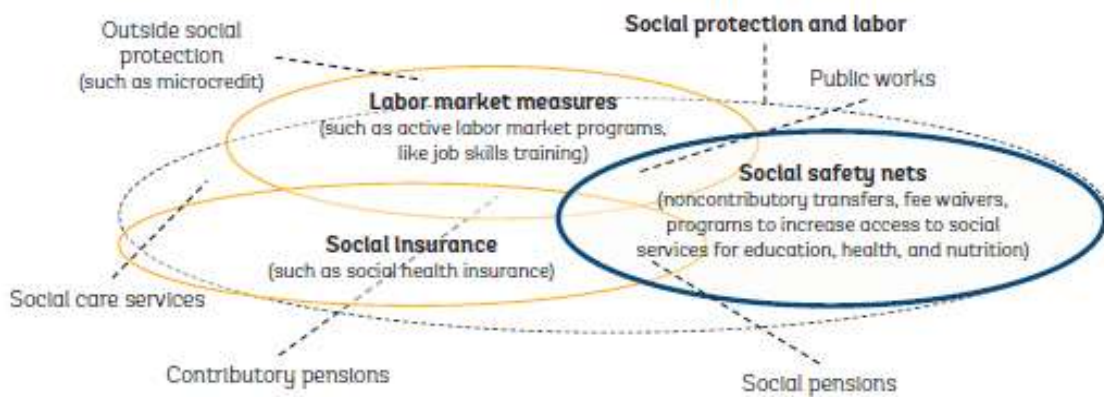 Outside social
protection
(such as microcredit)
Social protection and labor
Public works
Labor market measures
(such as active labor market programs,
like job skills training)
Social safety nets
(noncontributory transfers, fee waivers,
programs to increase access to social
services for education, health, and nutrition)
Social insurance
(such as social health insurance)
Social care services
Contributory pensions
Social pensions